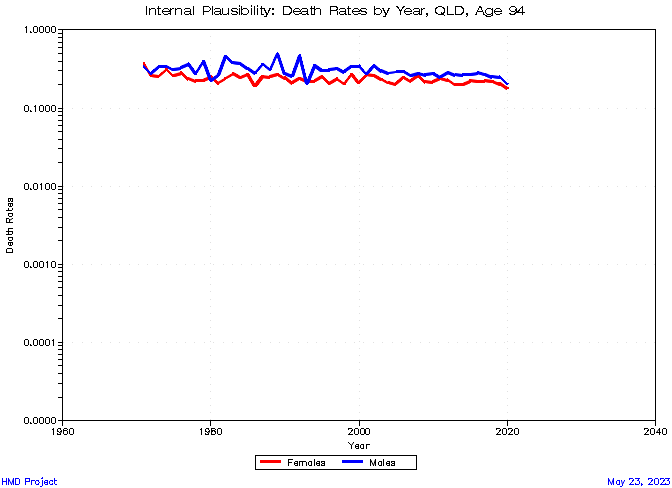 Internal Plausibility: Death Rates by Year, QLD, Age 94
1.0000
0.1000
0.0100
0.0010
0.0001
0.0000
Death Rates
1960 1980 2000 2020 2040
Year
Females Males
HMD Project May 23, 2023